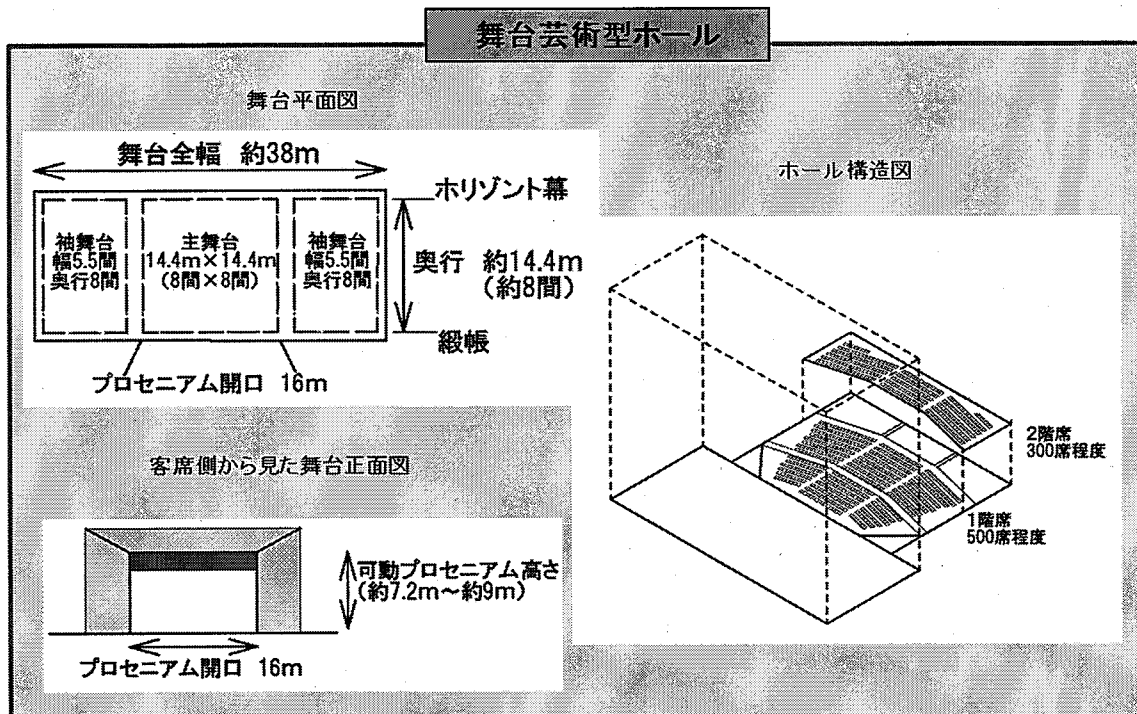 舞台芸術型ホール
舞台平面図
舞台全幅 約38m
ホリゾント幕
袖舞台
幅5.5間
奥行8間
主舞台
14.4m×14.4m
(8間×8間)
袖舞台
幅5.5間
奥行8間
奥行 約14.4m
(約8間)
緞帳
プロセニアム開口 16m
客席側から見た舞台正面図
可動プロセニアム高さ
(約7.2m～約9m)
プロセニアム開口 16m
ホール構造図
2階席
300席程度
1階席
500席程度